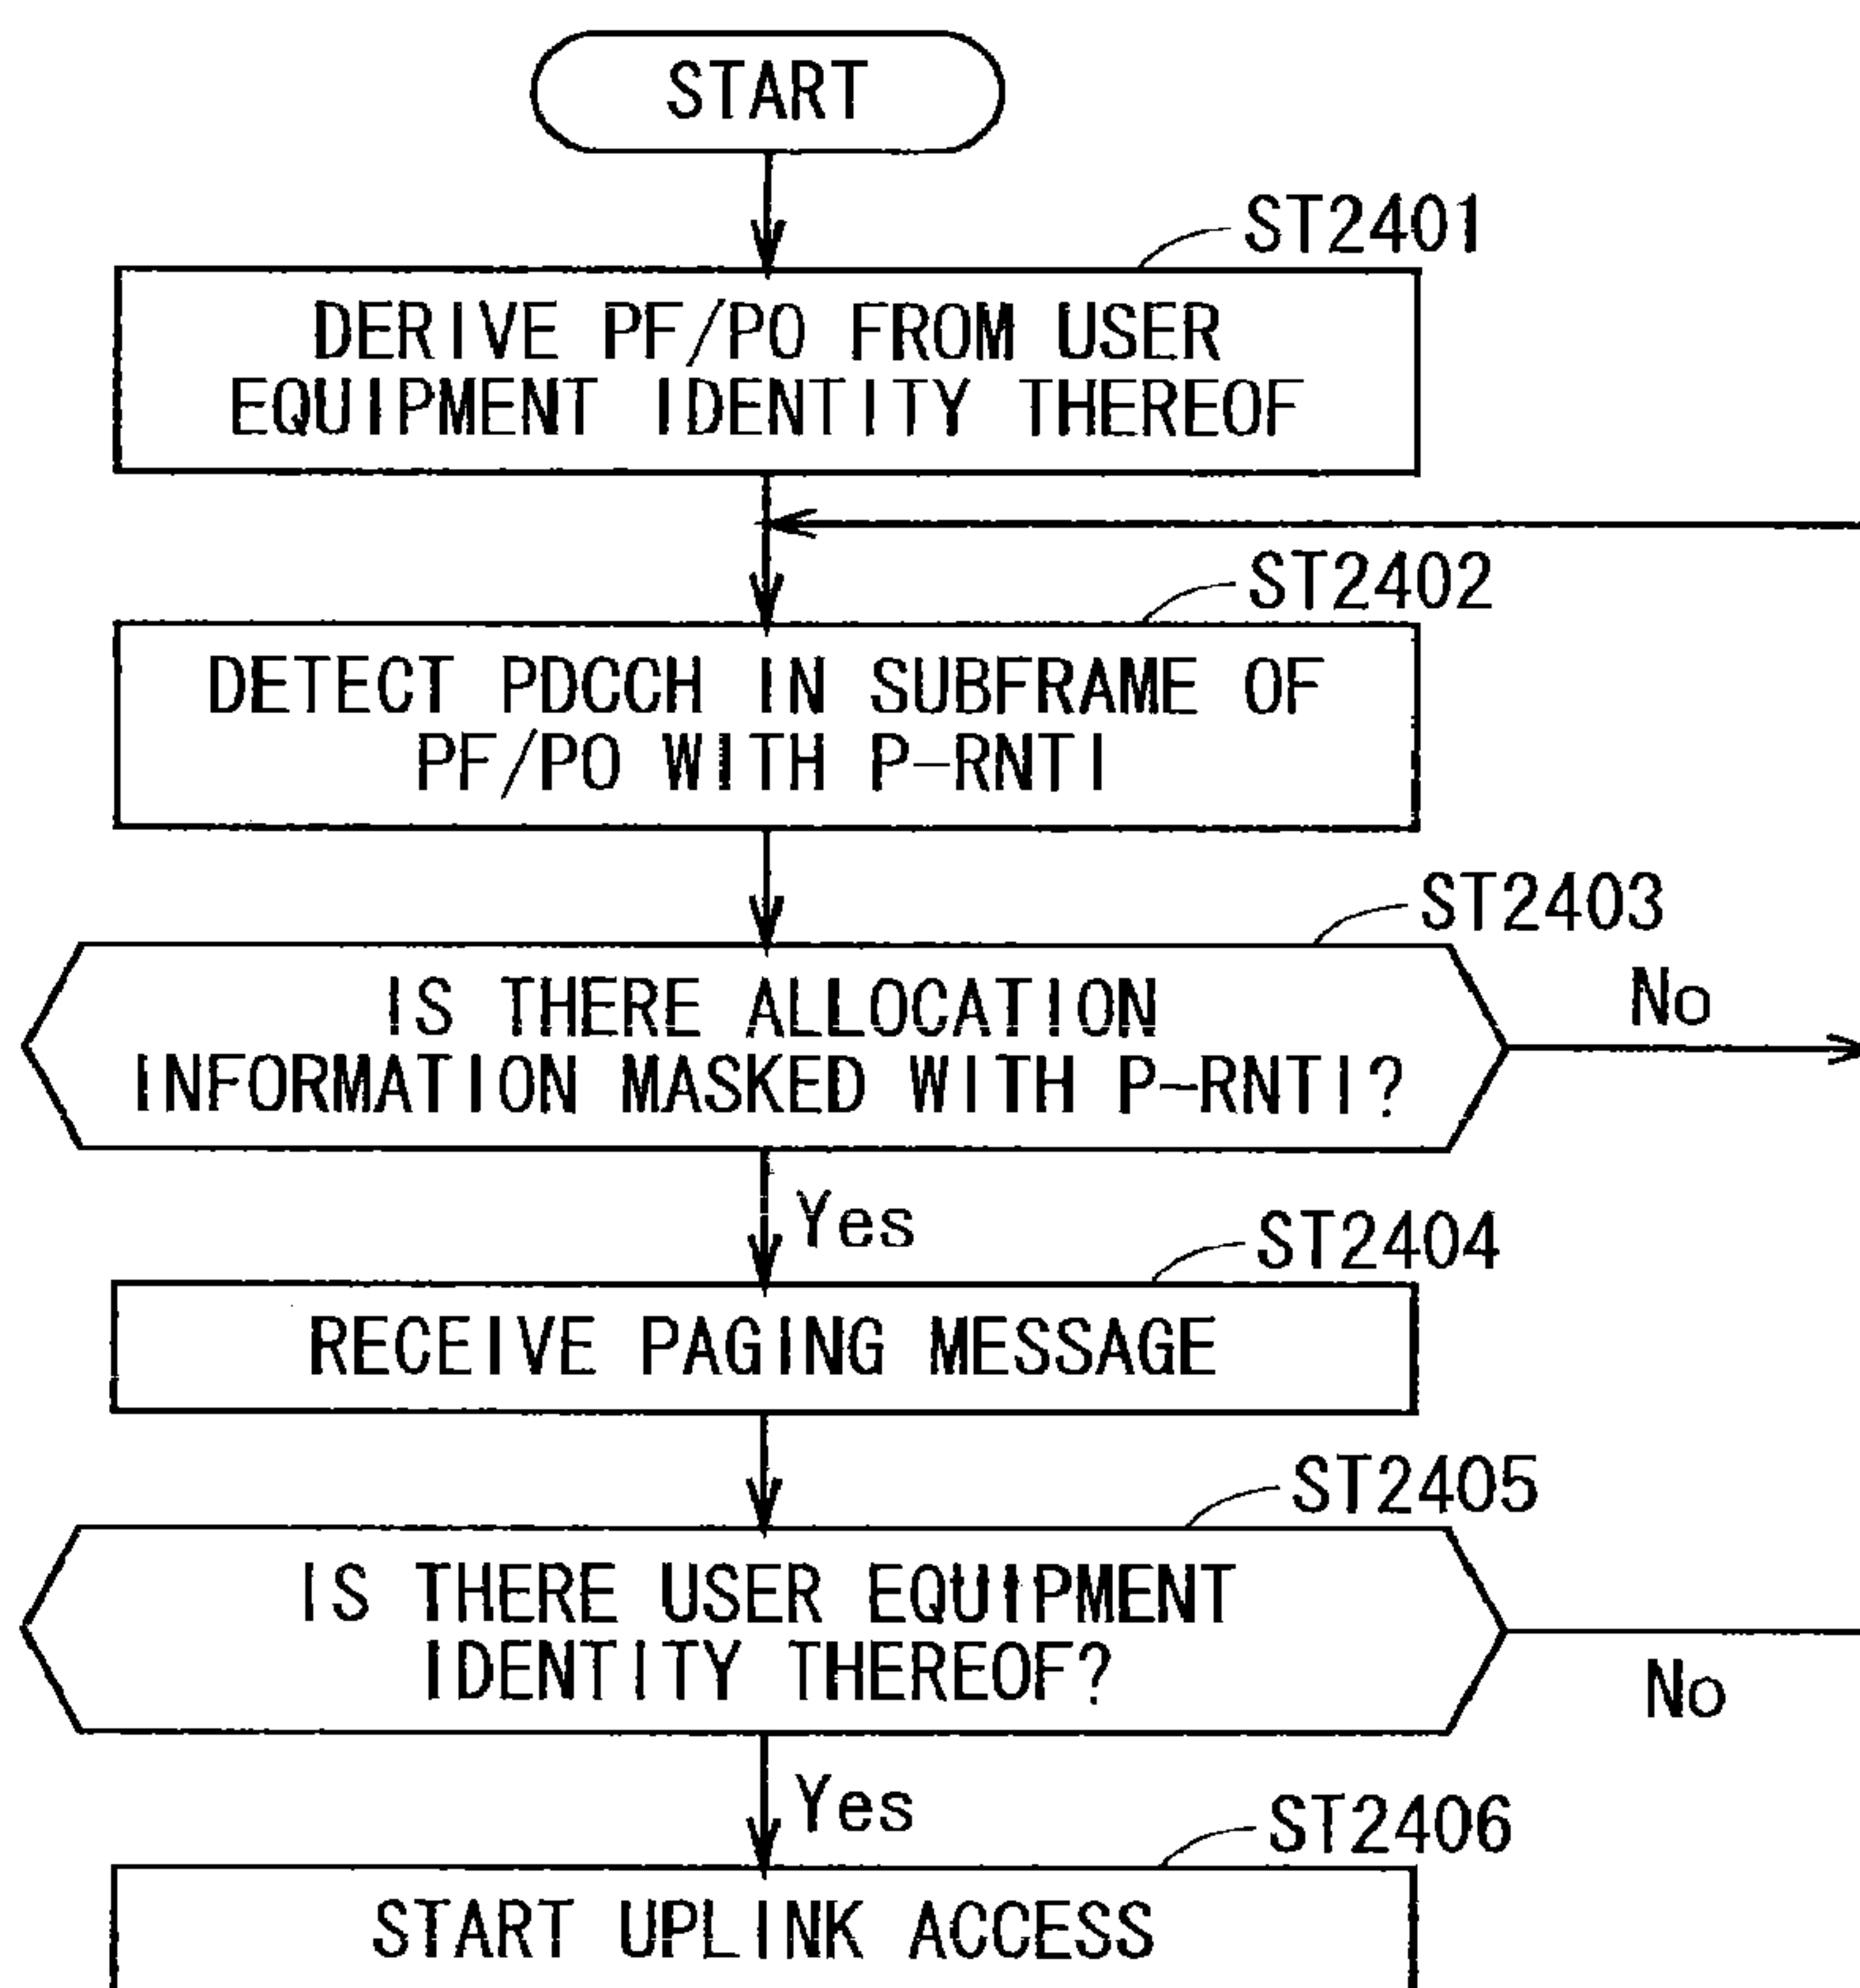 START
ST2401
DERIVE PF/PO FROM USER
EQUIPMENT IDENTITY THEREOF
ST2402
DETECT PDCCH IN SUBFRAME OF
PF/PO WITH P-RNTI
ST2403
IS THERE ALLOCATION
INFORMATION MASKED WITH P-RNTI?
No
Yes
ST2404
RECEIVE PAGING MESSAGE
ST2405
IS THERE USER EQUIPMENT
IDENTITY THEREOF?
No
Yes
ST2406
START UPLINK ACCESS